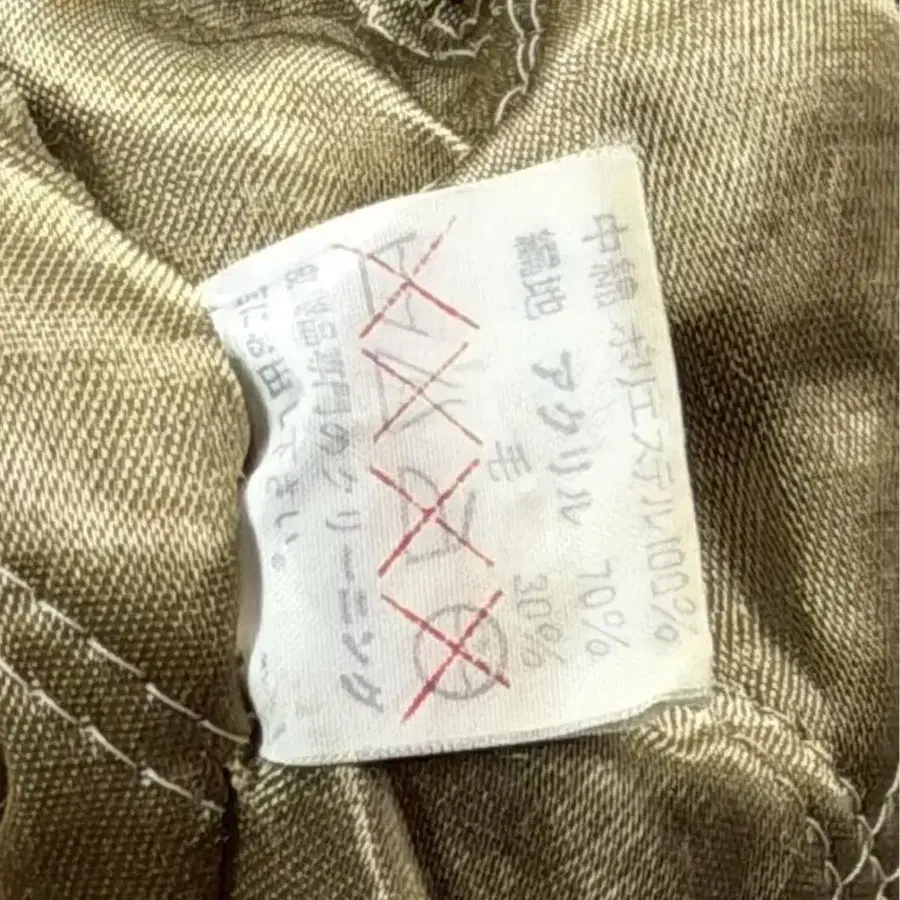 中綿 ポリエステル100%
編地 アクリル 70%
毛 30%
専門のクリーニング
にお出し下さい。